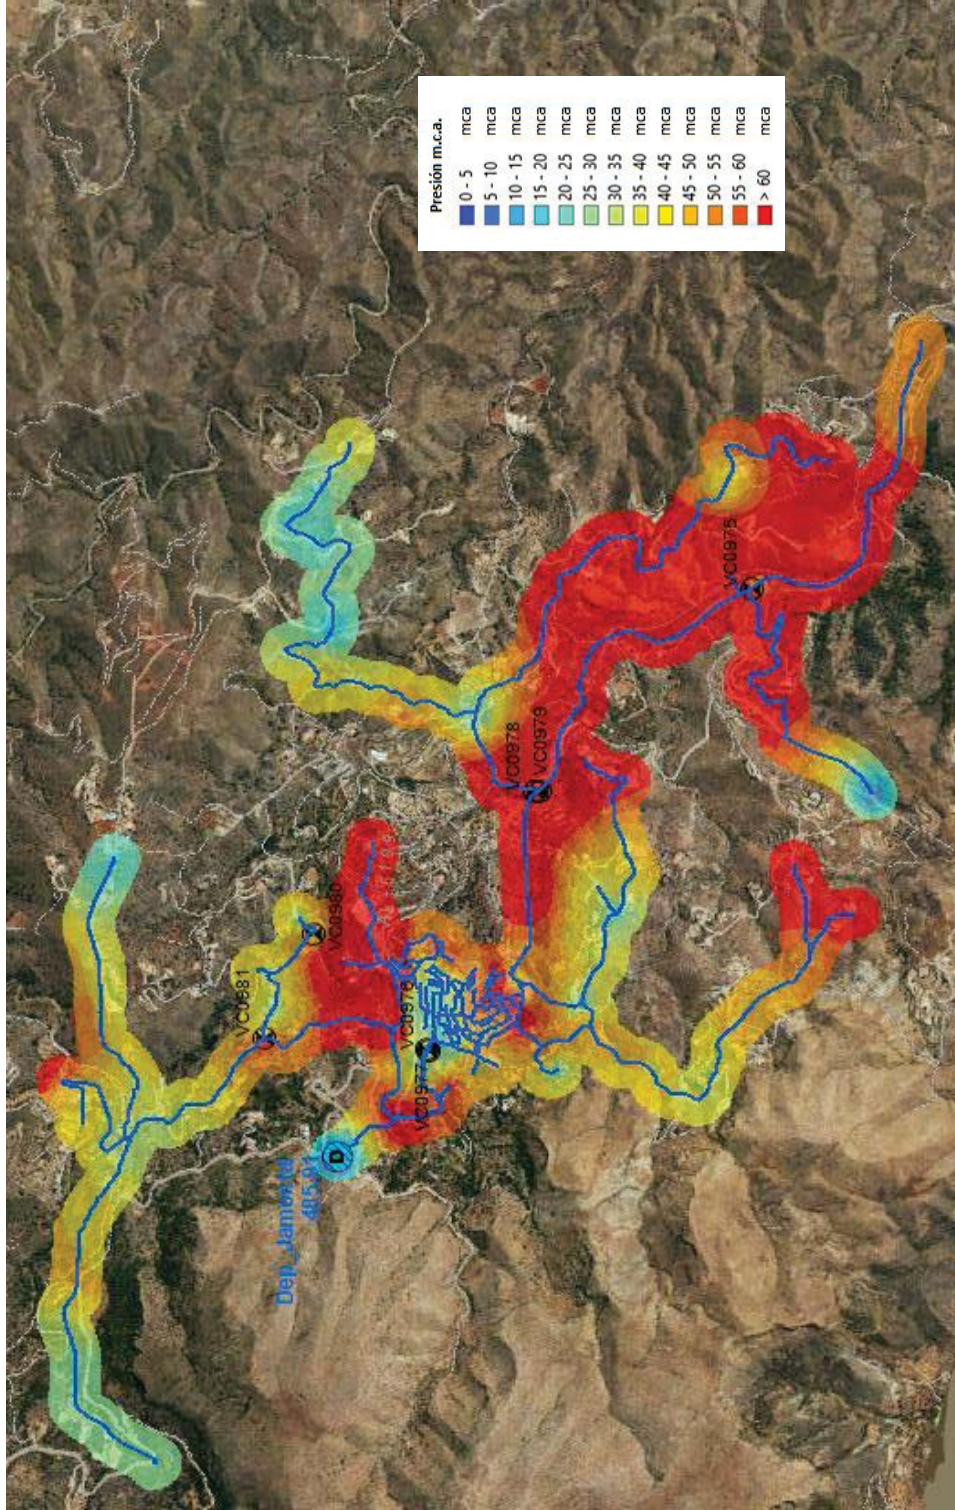 Presión m.c.a.
0 - 5 mca
5 - 10 mca
10 - 15 mca
15 - 20 mca
20 - 25 mca
25 - 30 mca
30 - 35 mca
35 - 40 mca
40 - 45 mca
45 - 50 mca
50 - 55 mca
55 - 60 mca
> 60 mca
VC0981
VC0980
VC0976
VC0977
VC0978
VC0979
VC0975
D